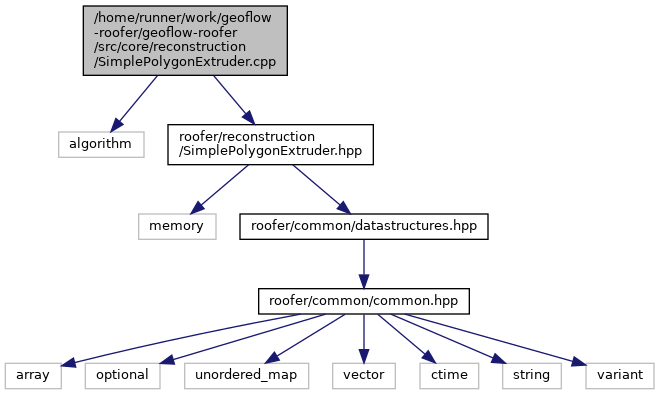 /home/runner/work/geoflow
-roofer/geoflow-roofer
/src/core/reconstruction
/SimplePolygonExtruder.cpp
algorithm
roofer/reconstruction
/SimplePolygonExtruder.hpp
memory
roofer/common/datastructures.hpp
roofer/common/common.hpp
array
optional
unordered_map
vector
ctime
string
variant